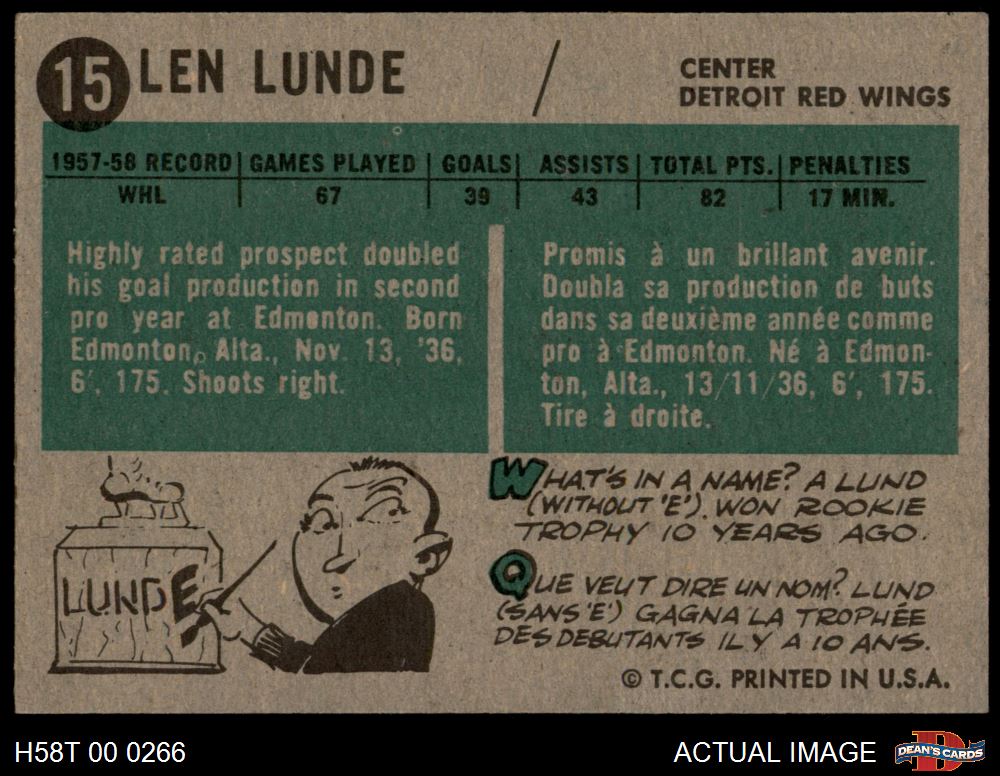 15 LEN LUNDE / CENTER
DETROIT RED WINGS
1957-58 RECORD GAMES PLAYED GOALS ASSISTS TOTAL PTS. PENALTIES
WHL 67 39 43 82 17 MIN.
Highly rated prospect doubled
his goal production in second
pro year at Edmonton. Born
Edmonton, Alta., Nov. 13, '36,
6', 175. Shoots right.
Promis à un brillant avenir.
Doubla sa production de buts
dans sa deuxième année comme
pro à Edmonton. Né à Edmon-
ton, Alta., 13/11/36, 6', 175.
Tire à droite.
LUNDE
WHAT'S IN A NAME? A LUND
(WITHOUT 'E'). WON ROOKIE
TROPHY 10 YEARS AGO.
QUE VEUT DIRE UN NOM? LUND
(SANS 'E') GAGNA LA TROPHÉE
DES DEBUTANTS IL Y A 10 ANS.
© T.C.G. PRINTED IN U.S.A.
H58T 00 0266
ACTUAL IMAGE
DEAN'S CARDS